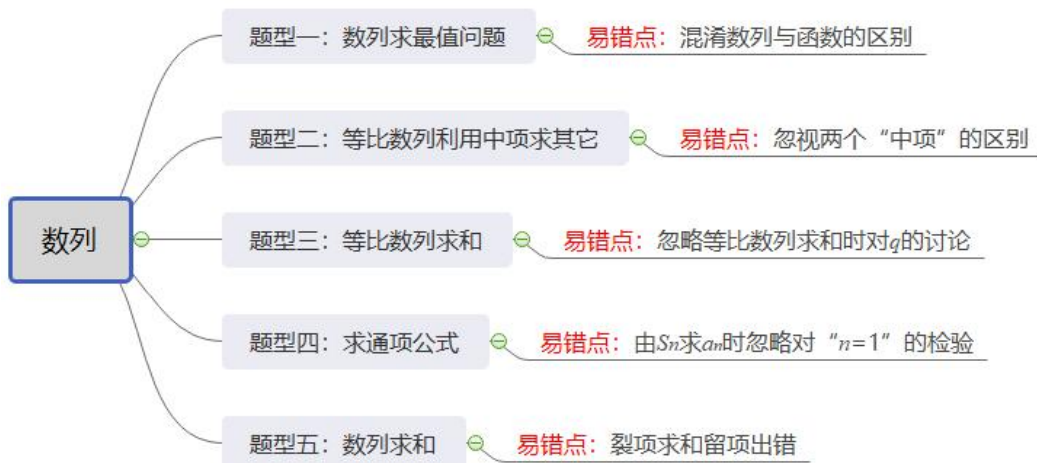 数列
题型一：数列求最值问题
易错点：混淆数列与函数的区别
题型二：等比数列利用中项求其它
易错点：忽视两个“中项”的区别
题型三：等比数列求和
易错点：忽略等比数列求和时对q的讨论
题型四：求通项公式
易错点：由Sn求an时忽略对“n=1”的检验
题型五：数列求和
易错点：裂项求和留项出错